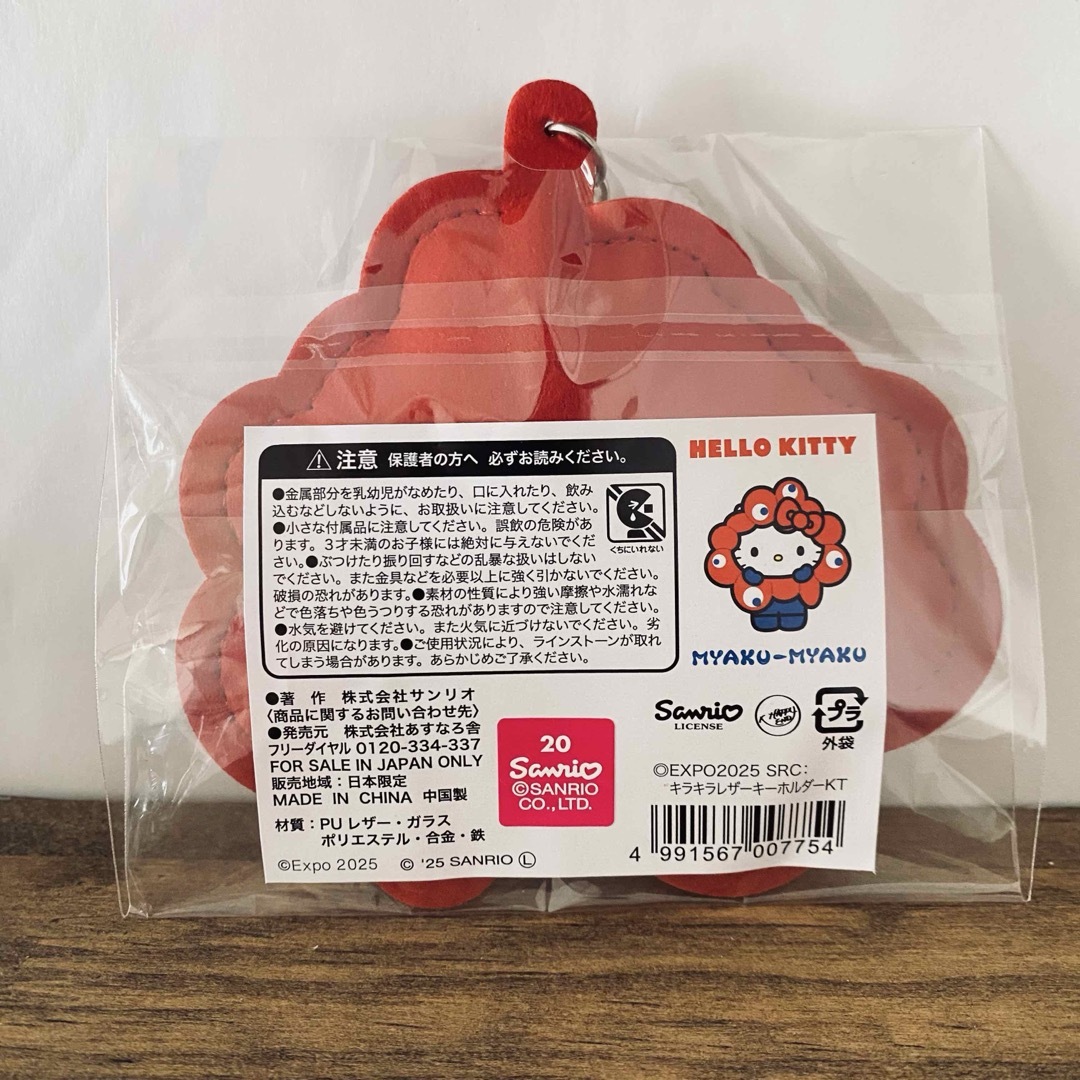 ⚠注意 保護者の方へ 必ずお読みください。
●金属部分を乳幼児がなめたり、口に入れたり、飲み
込むなどしないように、お取扱いに注意してください。
●小さな付属品に注意してください。誤飲の危険があ
ります。3才未満のお子様には絶対に与えないでくだ
さい。●ぶつけたり振り回すなどの乱暴な扱いはしない
でください。また金具などを必要以上に強く引かないでください。
破損の恐れがあります。●素材の性質により強い摩擦や水濡れな
どで色落ちや色うつりする恐れがありますので注意してください。
●水気を避けてください。また火気に近づけないでください。劣
化の原因になります。●ご使用状況により、ラインストーンが取れ
てしまう場合があります。あらかじめご了承ください。
くちにいれない
HELLO KITTY
MYAKU-MYAKU
●著 作 株式会社サンリオ
〈商品に関するお問い合わせ先〉
●発売元 株式会社あすなろ舎
フリーダイヤル 0120-334-337
FOR SALE IN JAPAN ONLY
販売地域:日本限定
MADE IN CHINA 中国製
材質:PU レザー・ガラス
ポリエステル・合金・鉄
©Expo 2025 © '25 SANRIO Ⓛ
20
Sanrio
©SANRIO
CO., LTD.
Sanrio
LICENSE
プラ
外袋
©EXPO2025 SRC:
キラキラレザーキーホルダーKT
4 991567 007754